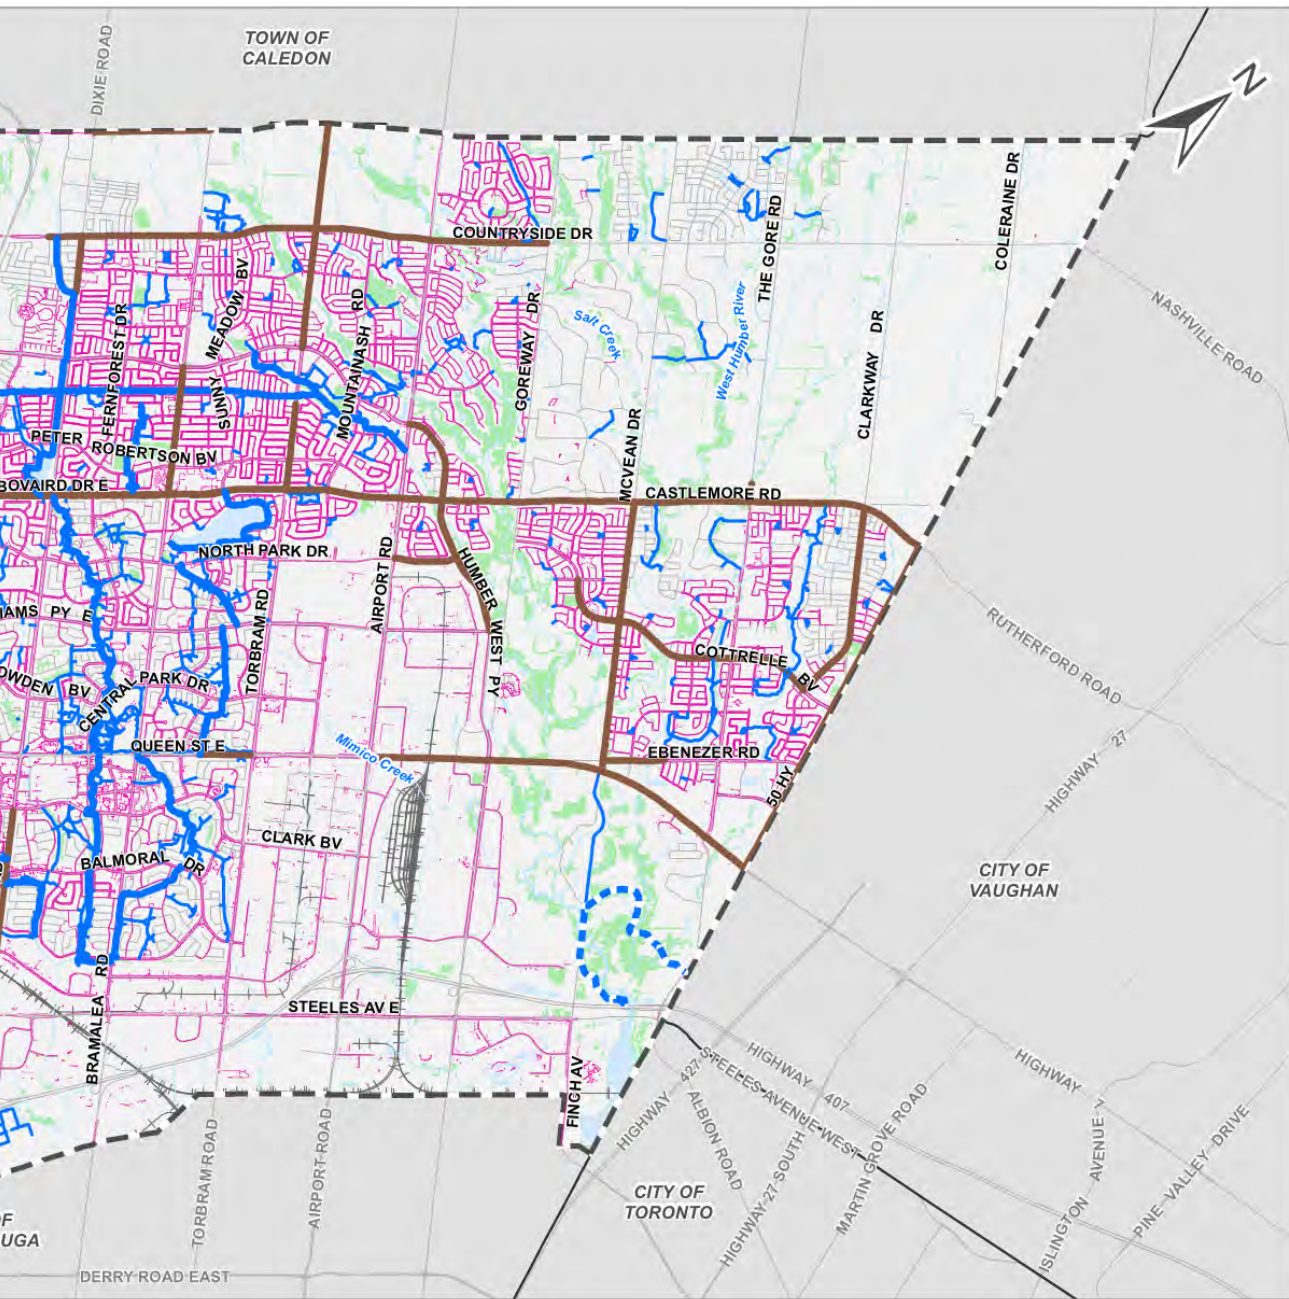 TOWN OF
CALEDON
DIXIE ROAD
N
COUNTRYSIDE DR
COLERAINE DR
THE GORE RD
NASHVILLE ROAD
MEADOW BV
SUNNY
MOUNTAINASH RD
FERNFOREST DR
GOREWAY DR
Salt Creek
West Humber River
CLARKWAY DR
MCVEAN DR
PETER
ROBERTSON BV
BOVAIRD DR E
CASTLEMORE RD
NORTH PARK DR
AIRPORT RD
HUMBER WEST PY
TORBRAM RD
IAMS PY E
RUTHERFORD ROAD
COTTRELLE
BV
OWDEN BV
CENTRAL
PARK DR
QUEEN ST E
Mimico Creek
EBENEZER RD
50 HY
HIGHWAY 27
CLARK BV
BALMORAL DR
CITY OF
VAUGHAN
BRAMALEA RD
STEELES AV E
FINCH AV
HIGHWAY 427
STEELES AVENUE WEST
HIGHWAY 407
HIGHWAY 7
ALBION ROAD
HIGHWAY 27 SOUTH
MARTIN GROVE ROAD
ISLINGTON AVENUE
PINE VALLEY DRIVE
TORBRAM ROAD
AIRPORT ROAD
CITY OF
TORONTO
OF
UGA
DERRY ROAD EAST